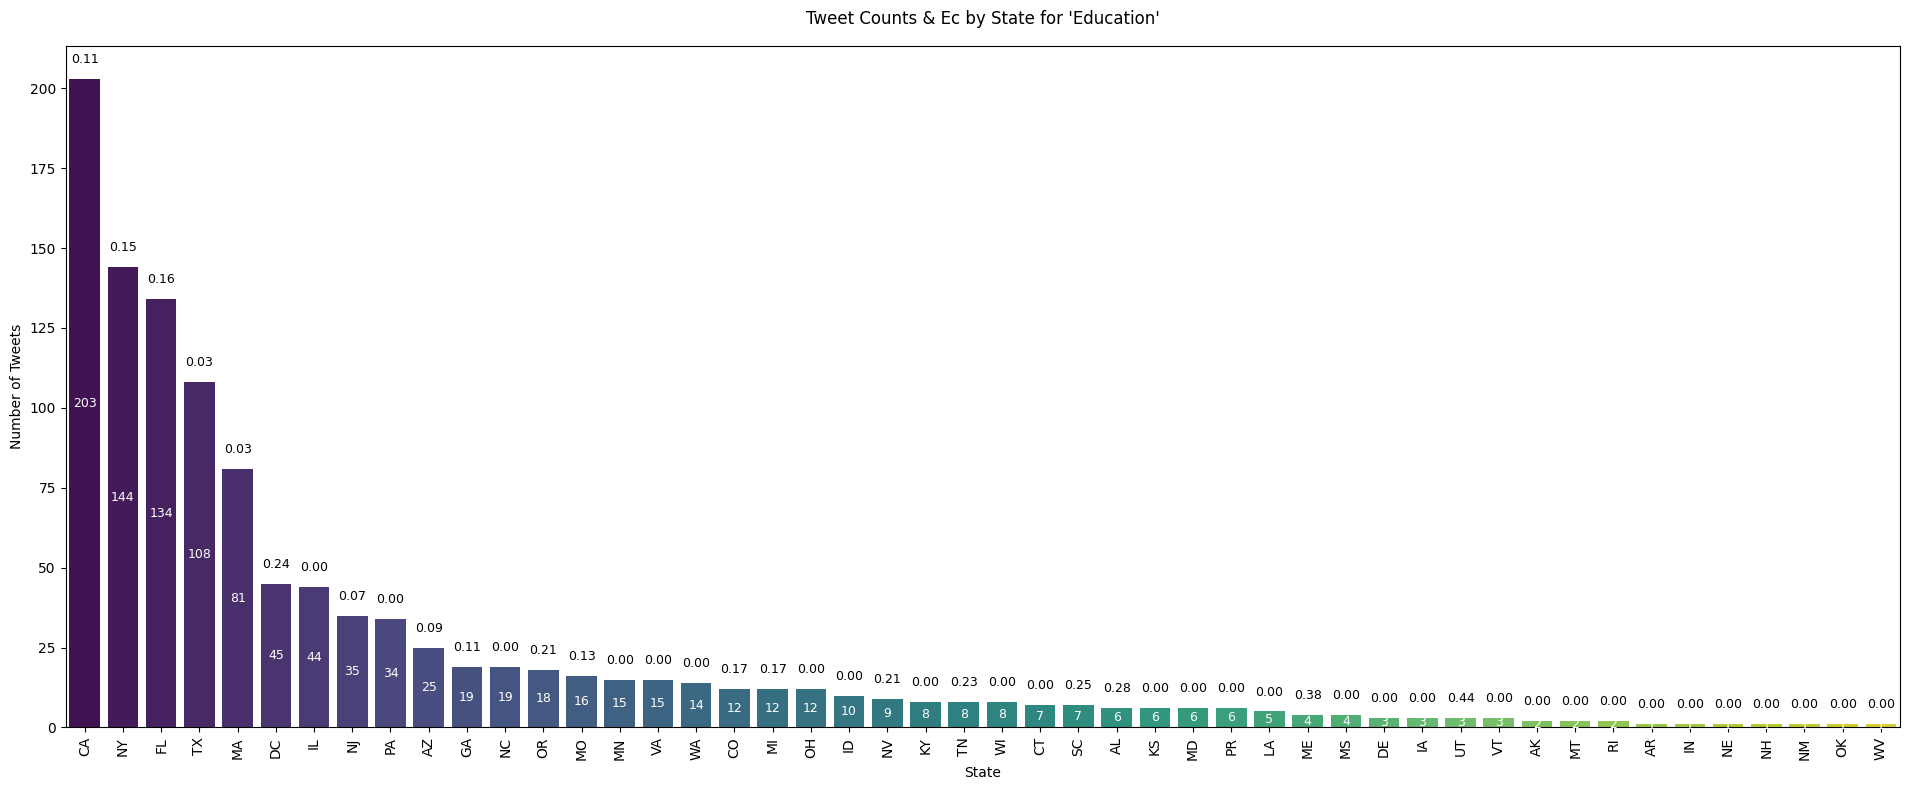 Tweet Counts & Ec by State for 'Education'
Number of Tweets
200
175
150
125
100
75
50
25
0
0.11 0.15 0.16 0.03 0.03 0.24 0.00 0.07 0.00 0.09 0.11 0.00 0.21 0.13 0.00 0.00 0.00 0.17 0.17 0.00 0.00 0.21 0.00 0.23 0.00 0.00 0.25 0.28 0.00 0.00 0.00 0.00 0.38 0.00 0.00 0.00 0.44 0.00 0.00 0.00 0.00 0.00 0.00 0.00 0.00 0.00 0.00 0.00
203 144 134 108 81 45 44 35 34 25 19 19 18 16 15 15 14 12 12 12 10 9 8 8 8 7 7 6 6 6 6 5 4 4 3 3 3 3 2 2 2
CA NY FL TX MA DC IL NJ PA AZ GA NC OR MO MN VA WA CO MI OH ID NV KY TN WI CT SC AL KS MD PR LA ME MS DE IA UT VT AK MT RI AR IN NE NH NM OK WV
State